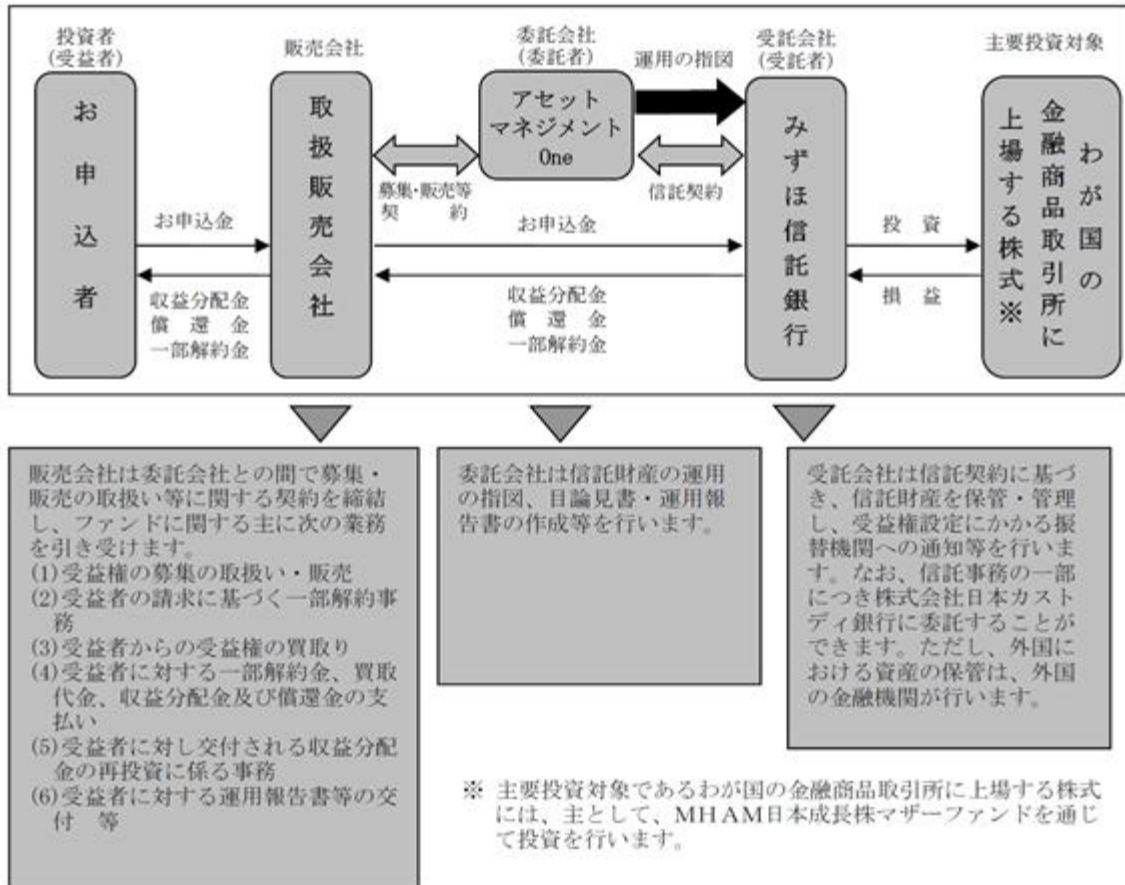 投資者
(受益者)
お申込者
お申込金
収益分配金
償還金
一部解約金
販売会社
取扱販売会社
募集・販売等
契約
お申込金
収益分配金
償還金
一部解約金
委託会社
(委託者)
アセット
マネジメント
One
運用の指図
信託契約
受託会社
(受託者)
みずほ信託銀行
投資
損益
主要投資対象
わが国の
金融商品取引所に
上場する株式※
販売会社は委託会社との間で募集・
販売の取扱い等に関する契約を締結
し、ファンドに関する主に次の業務
を引き受けます。
(1)受益権の募集の取扱い・販売
(2)受益者の請求に基づく一部解約事
務
(3)受益者からの受益権の買取り
(4)受益者に対する一部解約金、買取
代金、収益分配金及び償還金の支
払い
(5)受益者に対し交付される収益分配
金の再投資に係る事務
(6)受益者に対する運用報告書等の交
付 等
委託会社は信託財産の運用
の指図、目論見書・運用報
告書の作成等を行います。
受託会社は信託契約に基づ
き、信託財産を保管・管理
し、受益権設定にかかる振
替機関への通知等を行いま
す。なお、信託事務の一部
につき株式会社日本カスト
ディ銀行に委託することが
できます。ただし、外国に
おける資産の保管は、外国
の金融機関が行います。
※ 主要投資対象であるわが国の金融商品取引所に上場する株式
には、主として、MHAM日本成長株マザーファンドを通じ
て投資を行います。